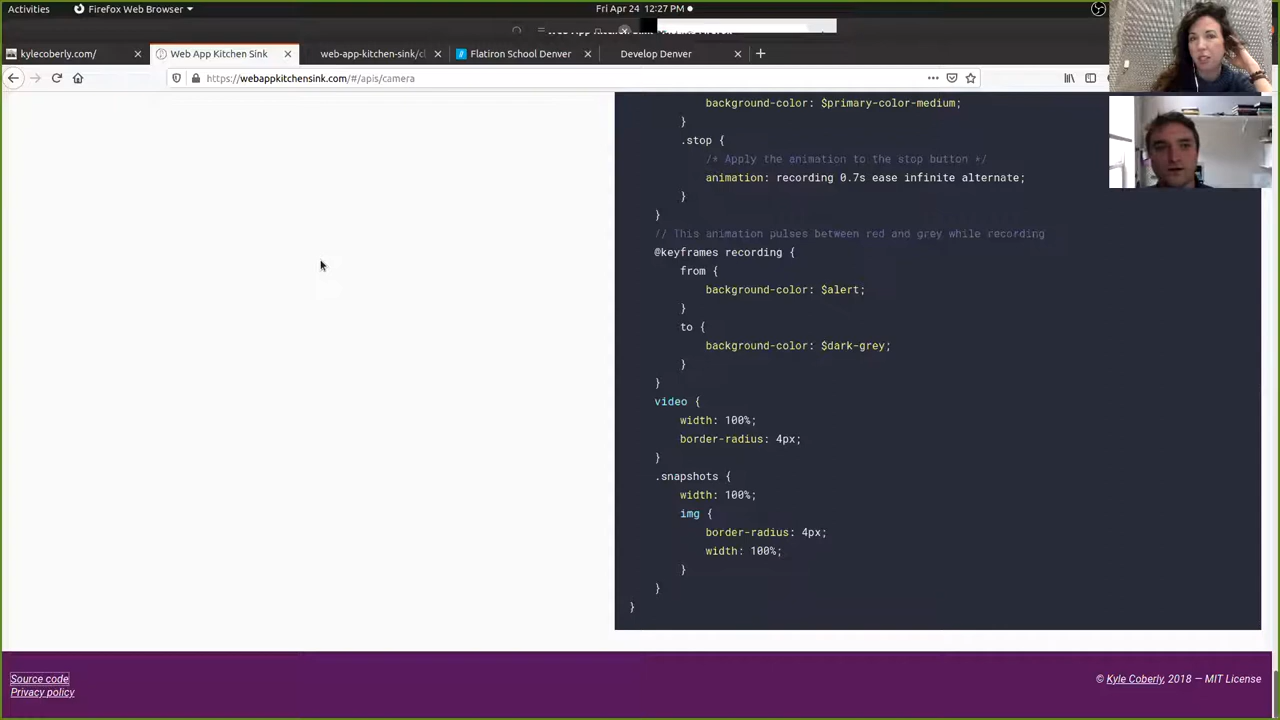 Activities
Firefox Web Browser
Fri Apr 24 12:27 PM
kylecoberly.com/
Web App Kitchen Sink
web-app-kitchen-sink/cl
Flatiron School Denver
Develop Denver
https://webappkitchensink.com/#/apis/camera
background-color: $primary-color-medium;
}
.stop {
/* Apply the animation to the stop button */
animation: recording 0.7s ease infinite alternate;
}
}
// This animation pulses between red and grey while recording
@keyframes recording {
from {
background-color: $alert;
}
to {
background-color: $dark-grey;
}
}
video {
width: 100%;
border-radius: 4px;
}
.snapshots {
width: 100%;
img {
border-radius: 4px;
width: 100%;
}
}
}
Source code
Privacy policy
© Kyle Coberly, 2018 — MIT License